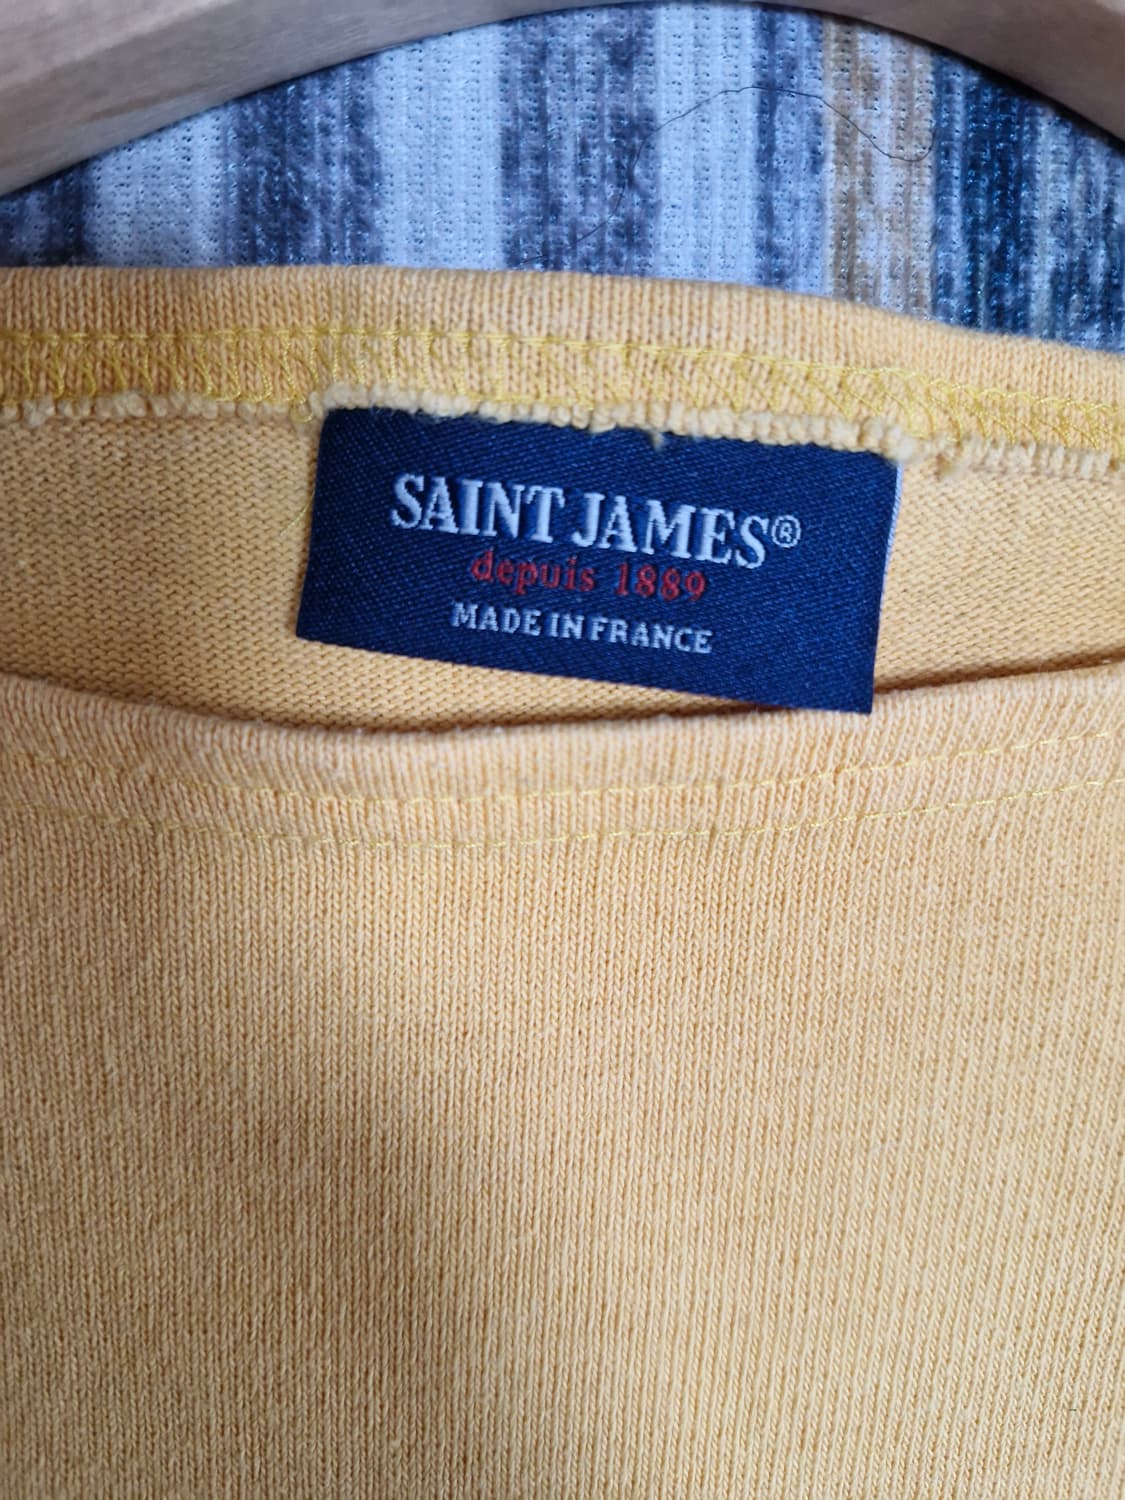 SAINT JAMES®
depuis 1889
MADE IN FRANCE